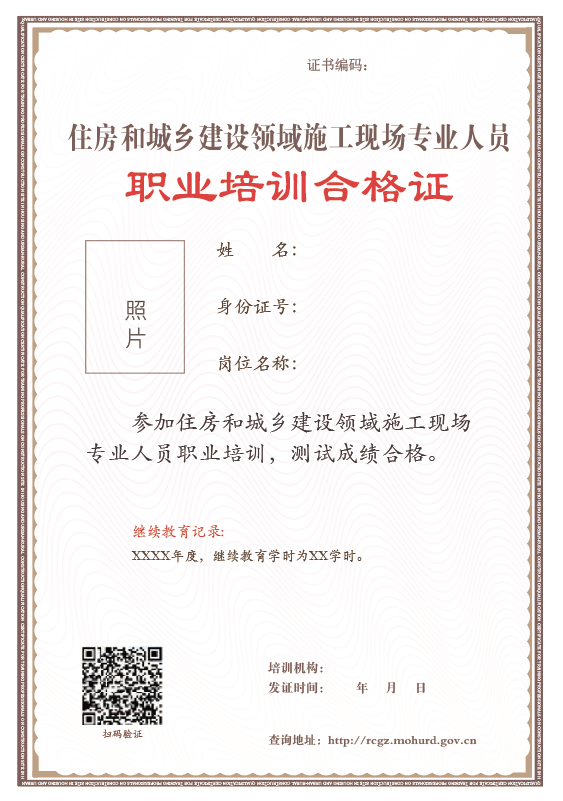 证书编码：
住房和城乡建设领域施工现场专业人员
职业培训合格证
姓 名：
照片
身份证号：
岗位名称：
参加住房和城乡建设领域施工现场
专业人员职业培训，测试成绩合格。
继续教育记录:
XXXX年度，继续教育学时为XX学时。
培训机构：
发证时间： 年 月 日
扫码验证
查询地址：http://rcgz.mohurd.gov.cn